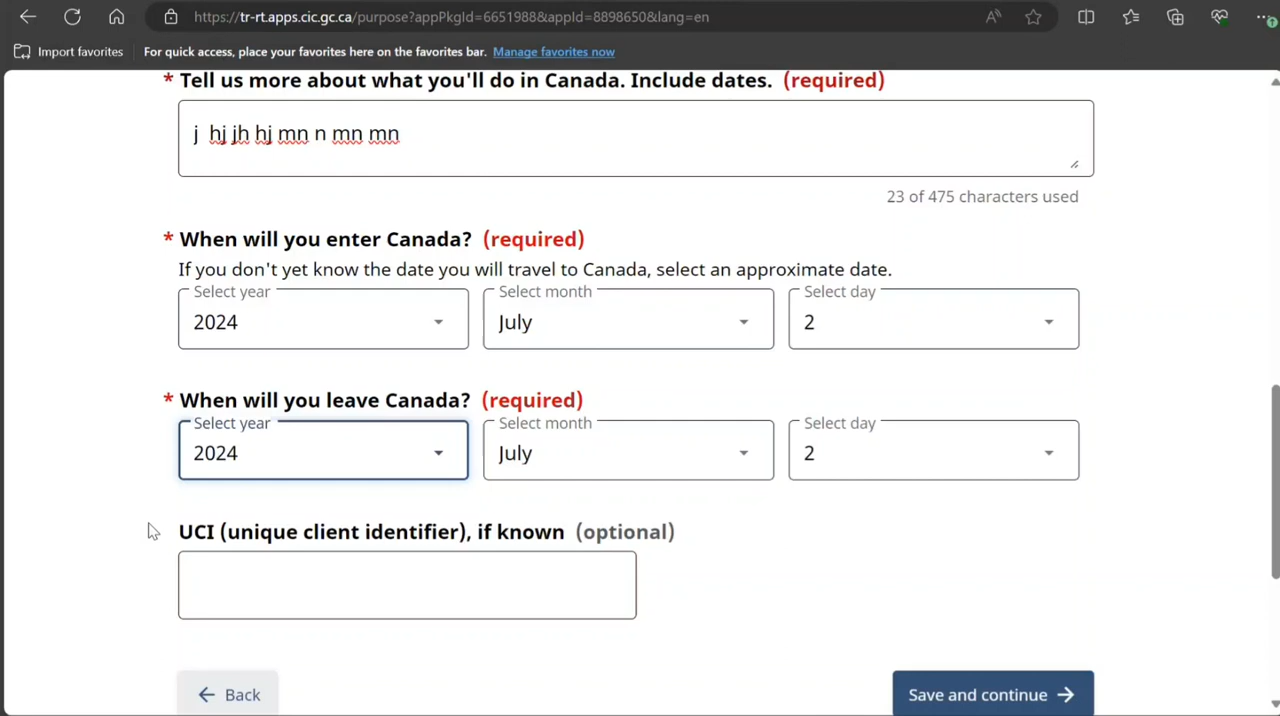 https://tr-rt.apps.cic.gc.ca/purpose?appPkgId=6651988&appId=8898650&lang=en
Import favorites For quick access, place your favorites here on the favorites bar. Manage favorites now
* Tell us more about what you'll do in Canada. Include dates. (required)
j hj jh hj mn n mn mn
23 of 475 characters used
* When will you enter Canada? (required)
If you don't yet know the date you will travel to Canada, select an approximate date.
Select year Select month Select day
2024 July 2
* When will you leave Canada? (required)
Select year Select month Select day
2024 July 2
UCI (unique client identifier), if known (optional)
Back Save and continue